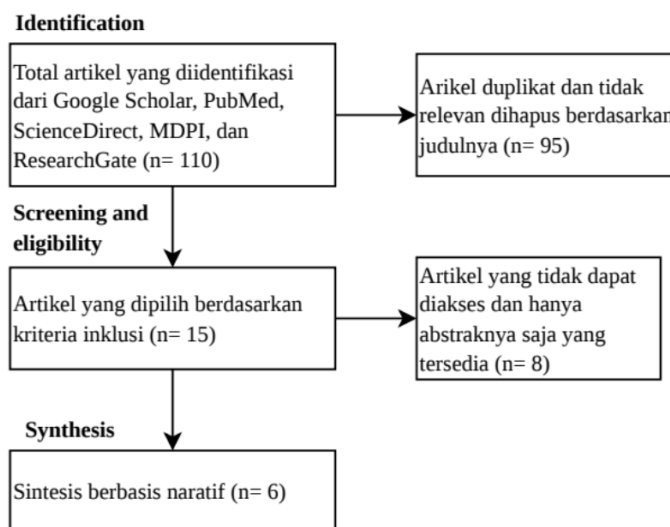 Identification
Total artikel yang diidentifikasi
dari Google Scholar, PubMed,
ScienceDirect, MDPI, dan
ResearchGate (n= 110)
Arikel duplikat dan tidak
relevan dihapus berdasarkan
judulnya (n= 95)
Screening and
eligibility
Artikel yang dipilih berdasarkan
kriteria inklusi (n= 15)
Artikel yang tidak dapat
diakses dan hanya
abstraknya saja yang
tersedia (n= 8)
Synthesis
Sintesis berbasis naratif (n= 6)